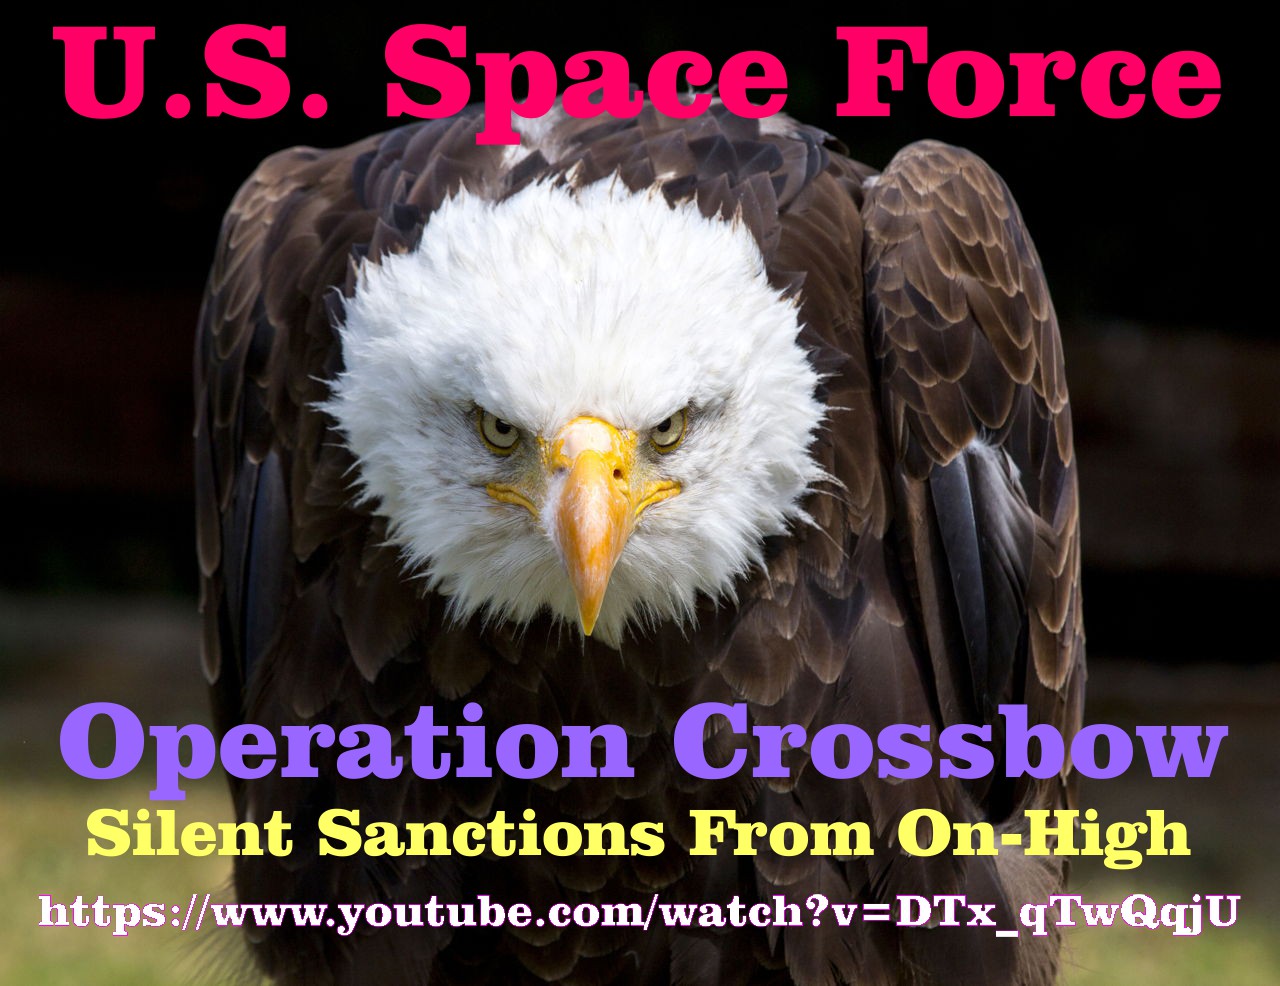 U.S. Space Force
Operation Crossbow
Silent Sanctions From On-High
https://www.youtube.com/watch?v=DTx_qTwQqjU